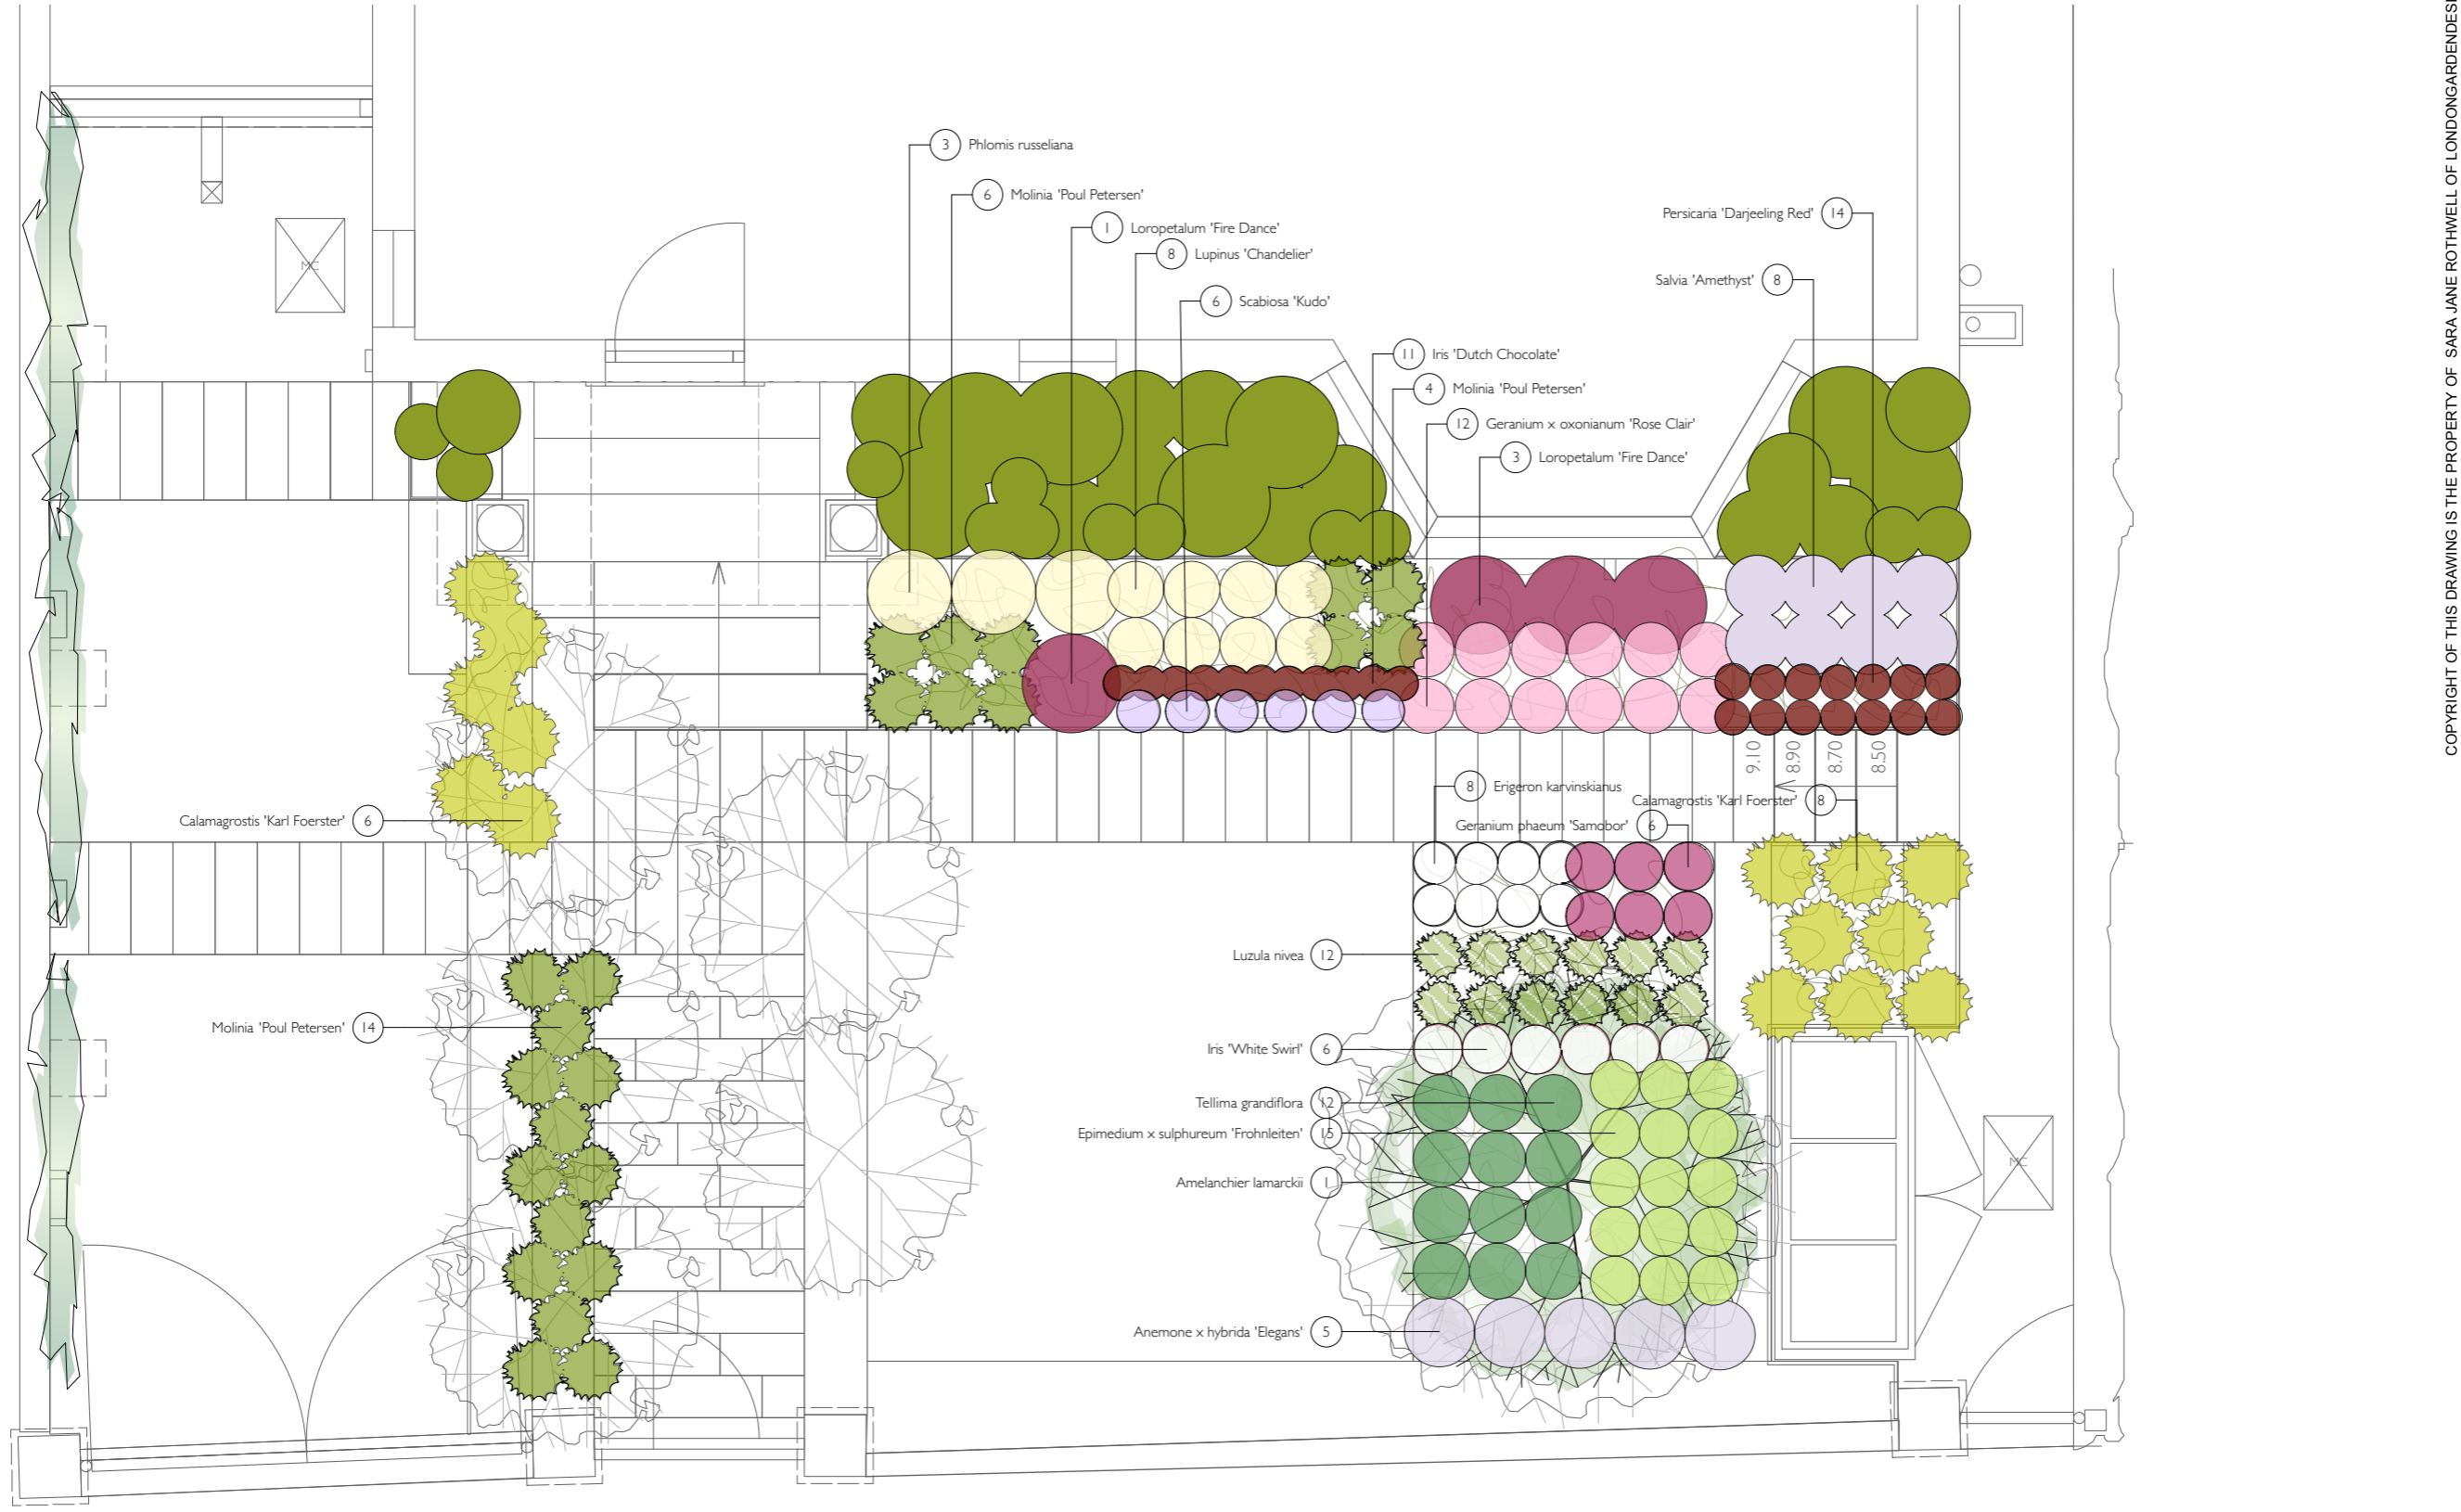 COPYRIGHT OF THIS DRAWING IS THE PROPERTY OF SARA JANE ROTHWELL OF LONDONGARDENDESI
3 Phlomis russeliana
6 Molinia 'Poul Petersen'
1 Loropetalum 'Fire Dance'
8 Lupinus 'Chandelier'
6 Scabiosa 'Kudo'
Persicaria 'Darjeeling Red' 14
Salvia 'Amethyst' 8
MC
11 Iris 'Dutch Chocolate'
4 Molinia 'Poul Petersen'
12 Geranium x oxonianum 'Rose Clair'
3 Loropetalum 'Fire Dance'
9.10
8.90
8.70
8.50
8 Erigeron karvinskianus
Calamagrostis 'Karl Foerster' 8
Geranium phaeum 'Samobor' 6
Calamagrostis 'Karl Foerster' 6
Luzula nivea 12
Molinia 'Poul Petersen' 14
Iris 'White Swirl' 6
Tellima grandiflora 12
Epimedium x sulphureum 'Frohnleiten' 15
Amelanchier lamarckii 1
MC
Anemone x hybrida 'Elegans' 5